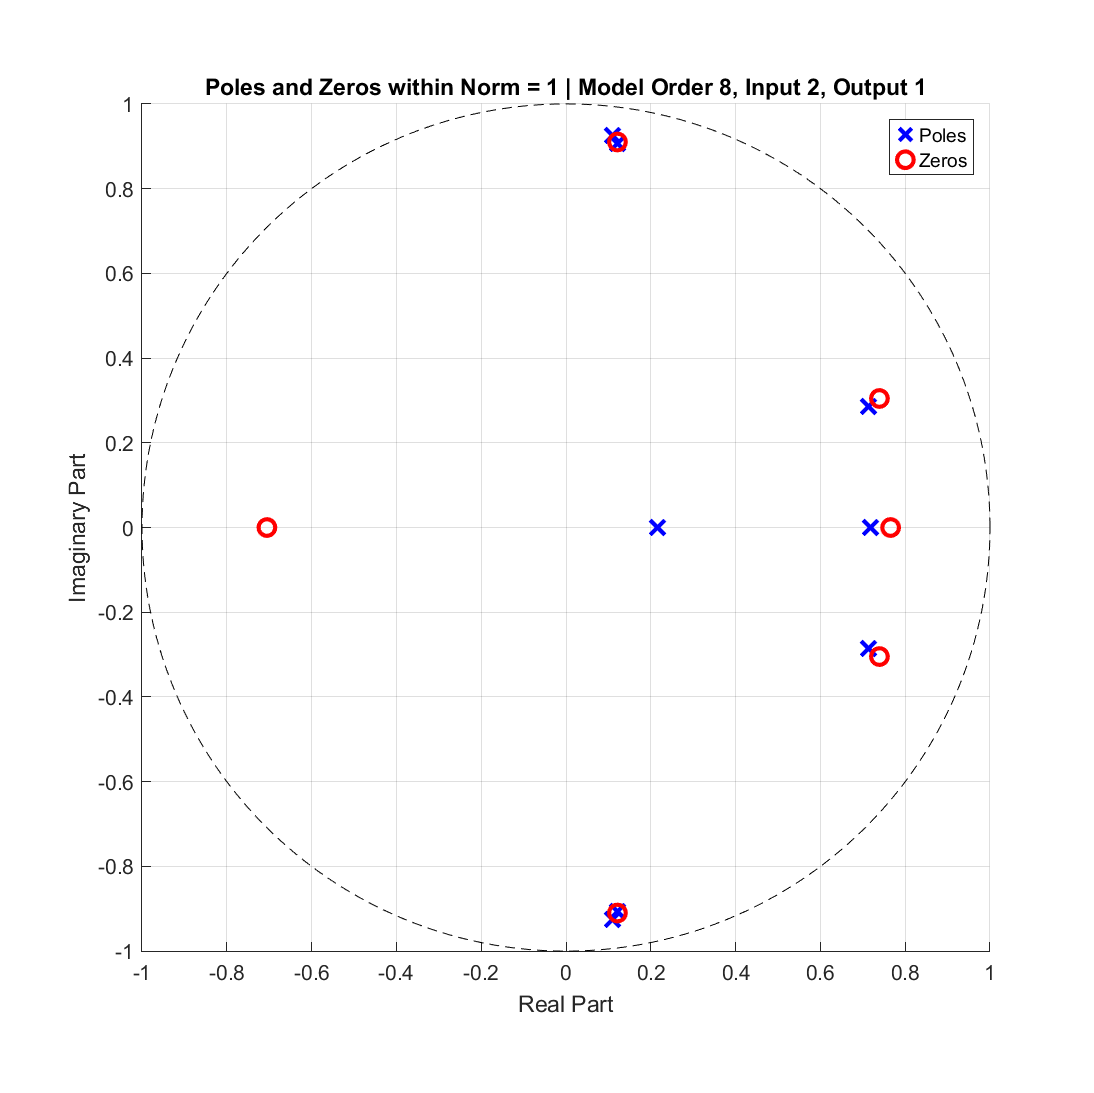 Poles and Zeros within Norm = 1 | Model Order 8, Input 2, Output 1
Poles
Zeros
1
0.8
0.6
0.4
0.2
0
-0.2
-0.4
-0.6
-0.8
-1
Imaginary Part
-1 -0.8 -0.6 -0.4 -0.2 0 0.2 0.4 0.6 0.8 1
Real Part